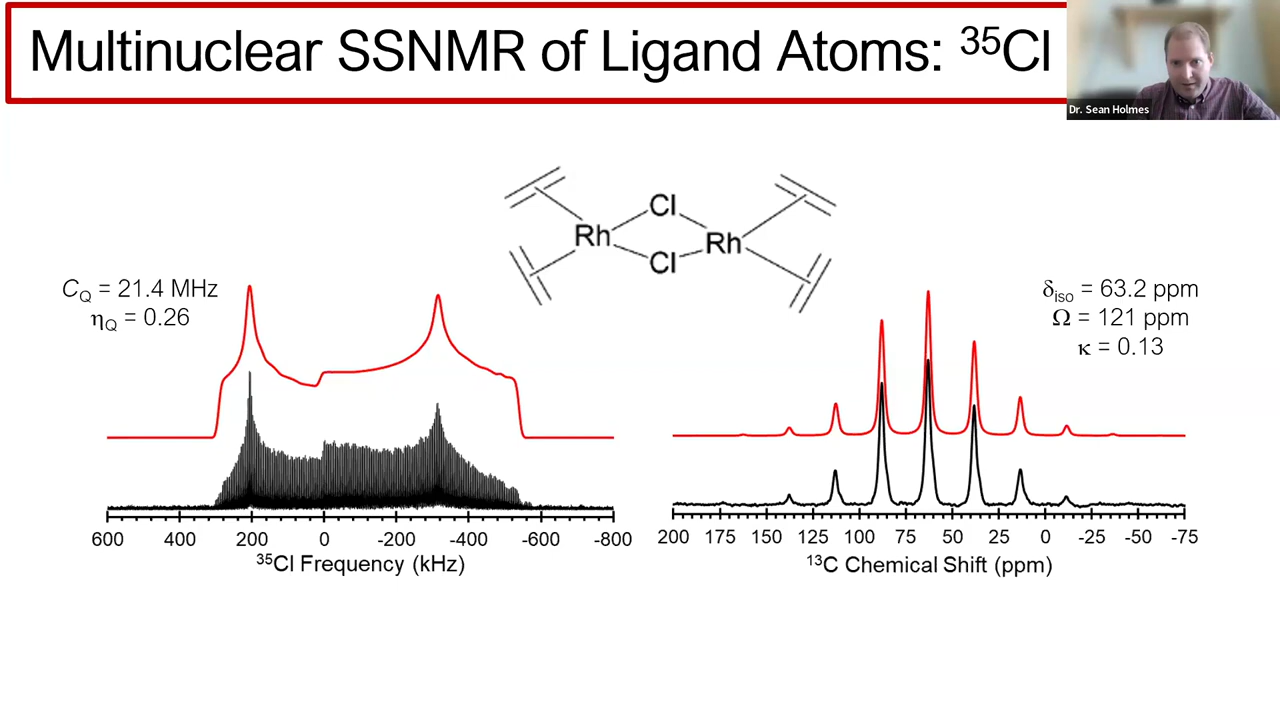 Multinuclear SSNMR of Ligand Atoms: ³⁵Cl
Dr. Sean Holmes
Cl
Rh
Rh
Cl
C_Q = 21.4 MHz
η_Q = 0.26
δ_iso = 63.2 ppm
Ω = 121 ppm
κ = 0.13
600 400 200 0 -200 -400 -600 -800
³⁵Cl Frequency (kHz)
200 175 150 125 100 75 50 25 0 -25 -50 -75
¹³C Chemical Shift (ppm)